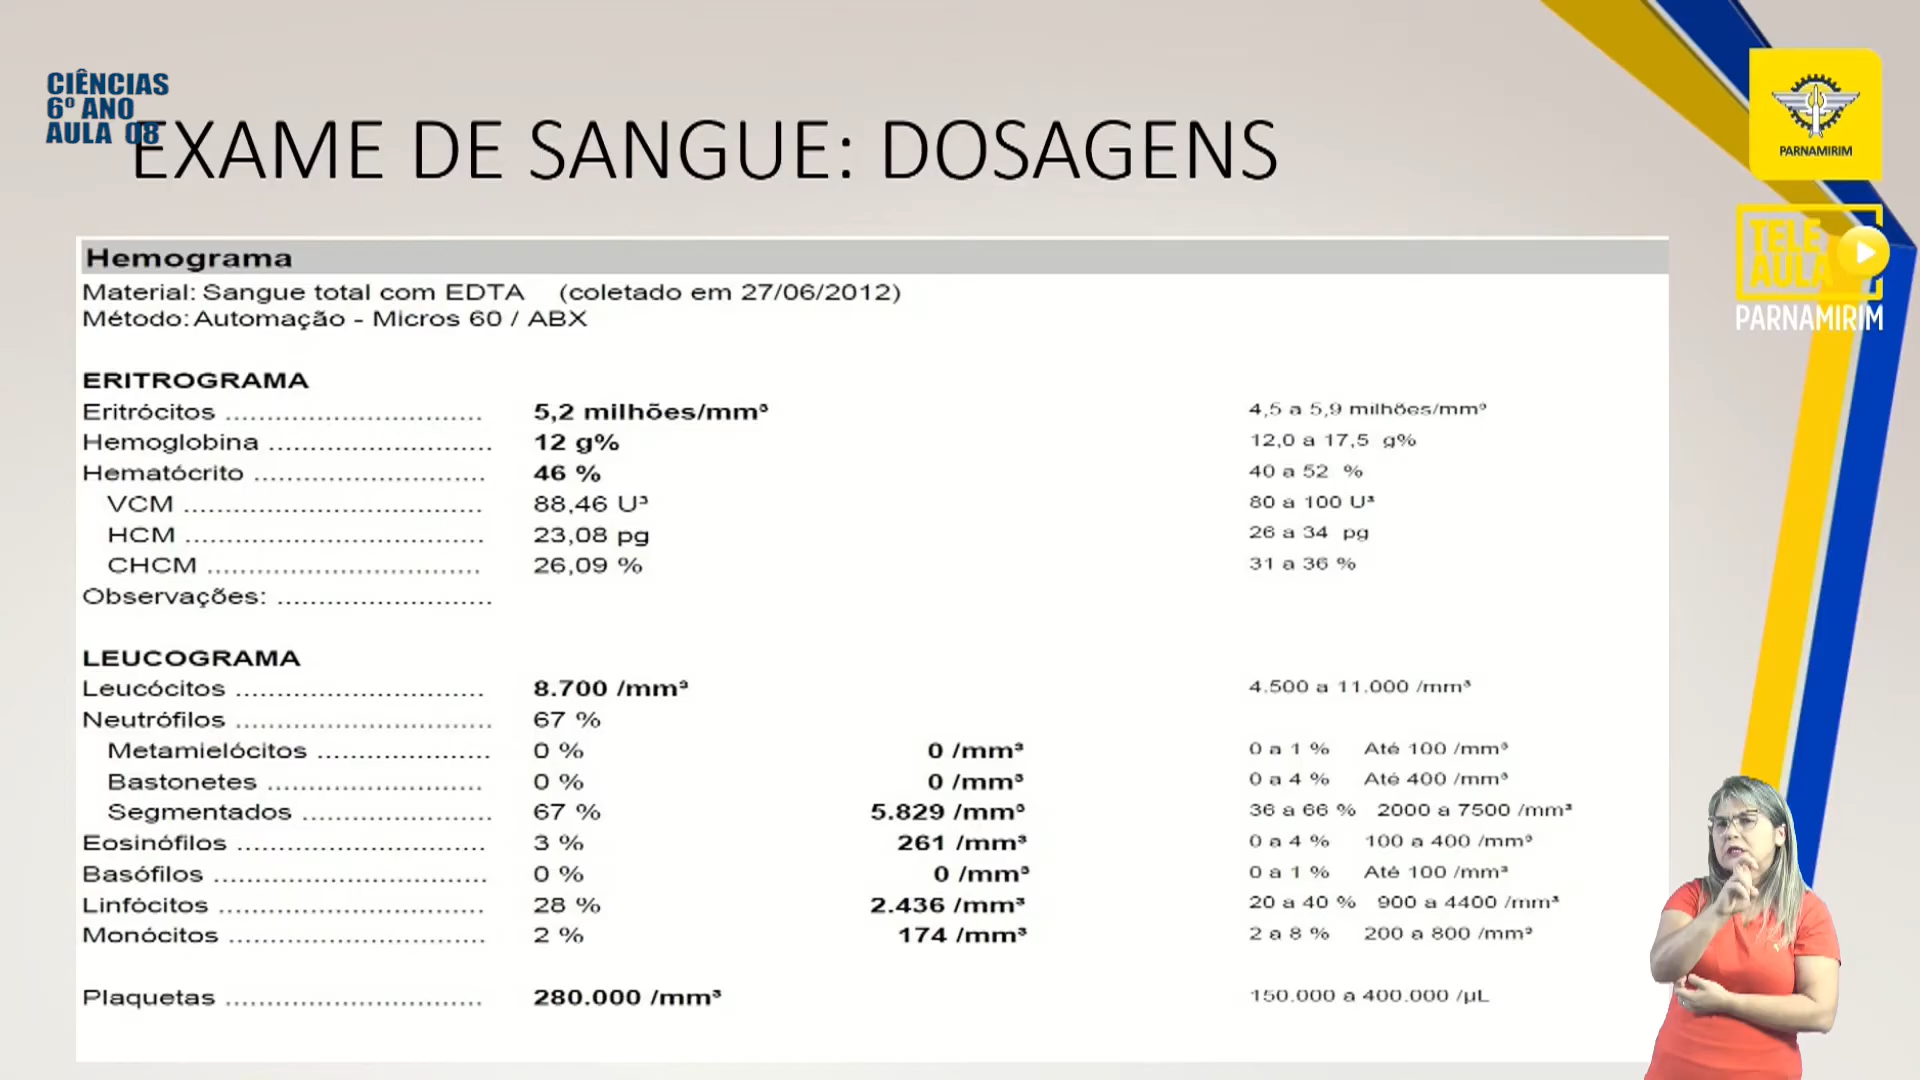 CIÊNCIAS
6º ANO
AULA 08
EXAME DE SANGUE: DOSAGENS
PARNAMIRIM
TELE
AULA
PARNAMIRIM
Hemograma
Material: Sangue total com EDTA (coletado em 27/06/2012)
Método: Automação - Micros 60 / ABX
ERITROGRAMA
Eritrócitos ................................ 5,2 milhões/mm³ 4,5 a 5,9 milhões/mm³
Hemoglobina ............................ 12 g% 12,0 a 17,5 g%
Hematócrito ............................. 46 % 40 a 52 %
VCM ..................................... 88,46 U³ 80 a 100 U³
HCM ..................................... 23,08 pg 26 a 34 pg
CHCM .................................. 26,09 % 31 a 36 %
Observações: ...........................
LEUCOGRAMA
Leucócitos ............................... 8.700 /mm³ 4.500 a 11.000 /mm³
Neutrófilos ................................ 67 %
Metamielócitos ...................... 0 % 0 /mm³ 0 a 1 % Até 100 /mm³
Bastonetes ........................... 0 % 0 /mm³ 0 a 4 % Até 400 /mm³
Segmentados ........................ 67 % 5.829 /mm³ 36 a 66 % 2000 a 7500 /mm³
Eosinófilos ............................... 3 % 261 /mm³ 0 a 4 % 100 a 400 /mm³
Basófilos .................................. 0 % 0 /mm³ 0 a 1 % Até 100 /mm³
Linfócitos ................................. 28 % 2.436 /mm³ 20 a 40 % 900 a 4400 /mm³
Monócitos ................................ 2 % 174 /mm³ 2 a 8 % 200 a 800 /mm³
Plaquetas ................................ 280.000 /mm³ 150.000 a 400.000 /µL